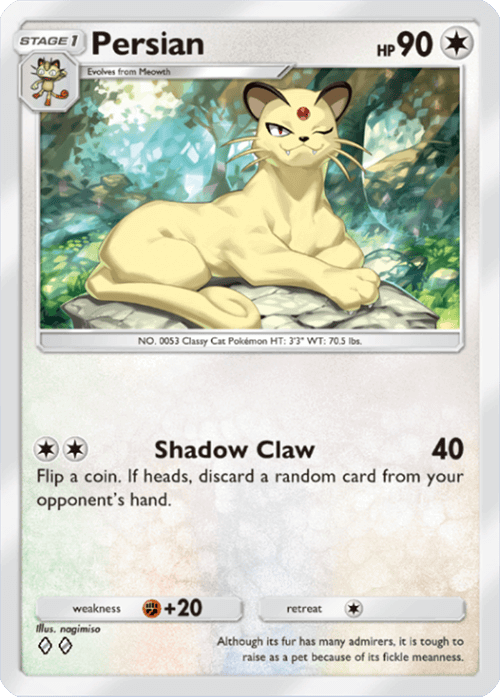 STAGE 1
Persian
HP 90
Evolves from Meowth
NO. 0053 Classy Cat Pokémon HT: 3'3" WT: 70.5 lbs.
Shadow Claw 40
Flip a coin. If heads, discard a random card from your
opponent's hand.
weakness +20 retreat
Illus. nagimiso
Although its fur has many admirers, it is tough to
raise as a pet because of its fickle meanness.